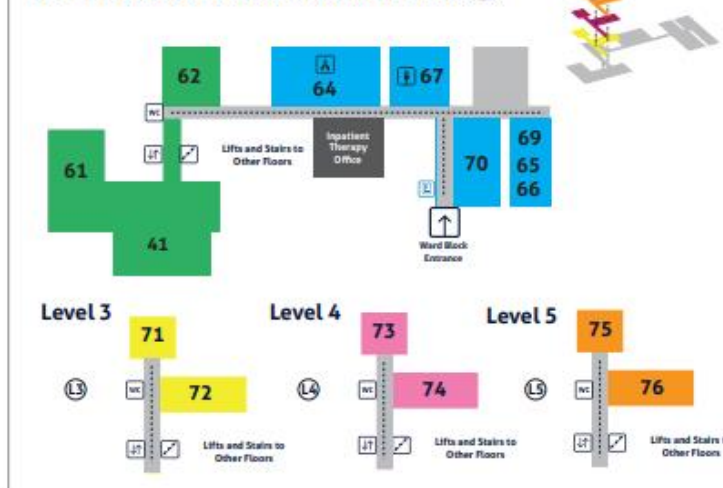 62
A
64
67
WC
Lifts and Stairs to
Other Floors
Inpatient
Therapy
Office
61
70
69
65
66
41
Ward Block
Entrance
Level 3
71
L3
WC
72
Lifts and Stairs to
Other Floors
Level 4
73
L4
WC
74
Lifts and Stairs to
Other Floors
Level 5
75
L5
WC
76
Lifts and Stairs
Other Floors